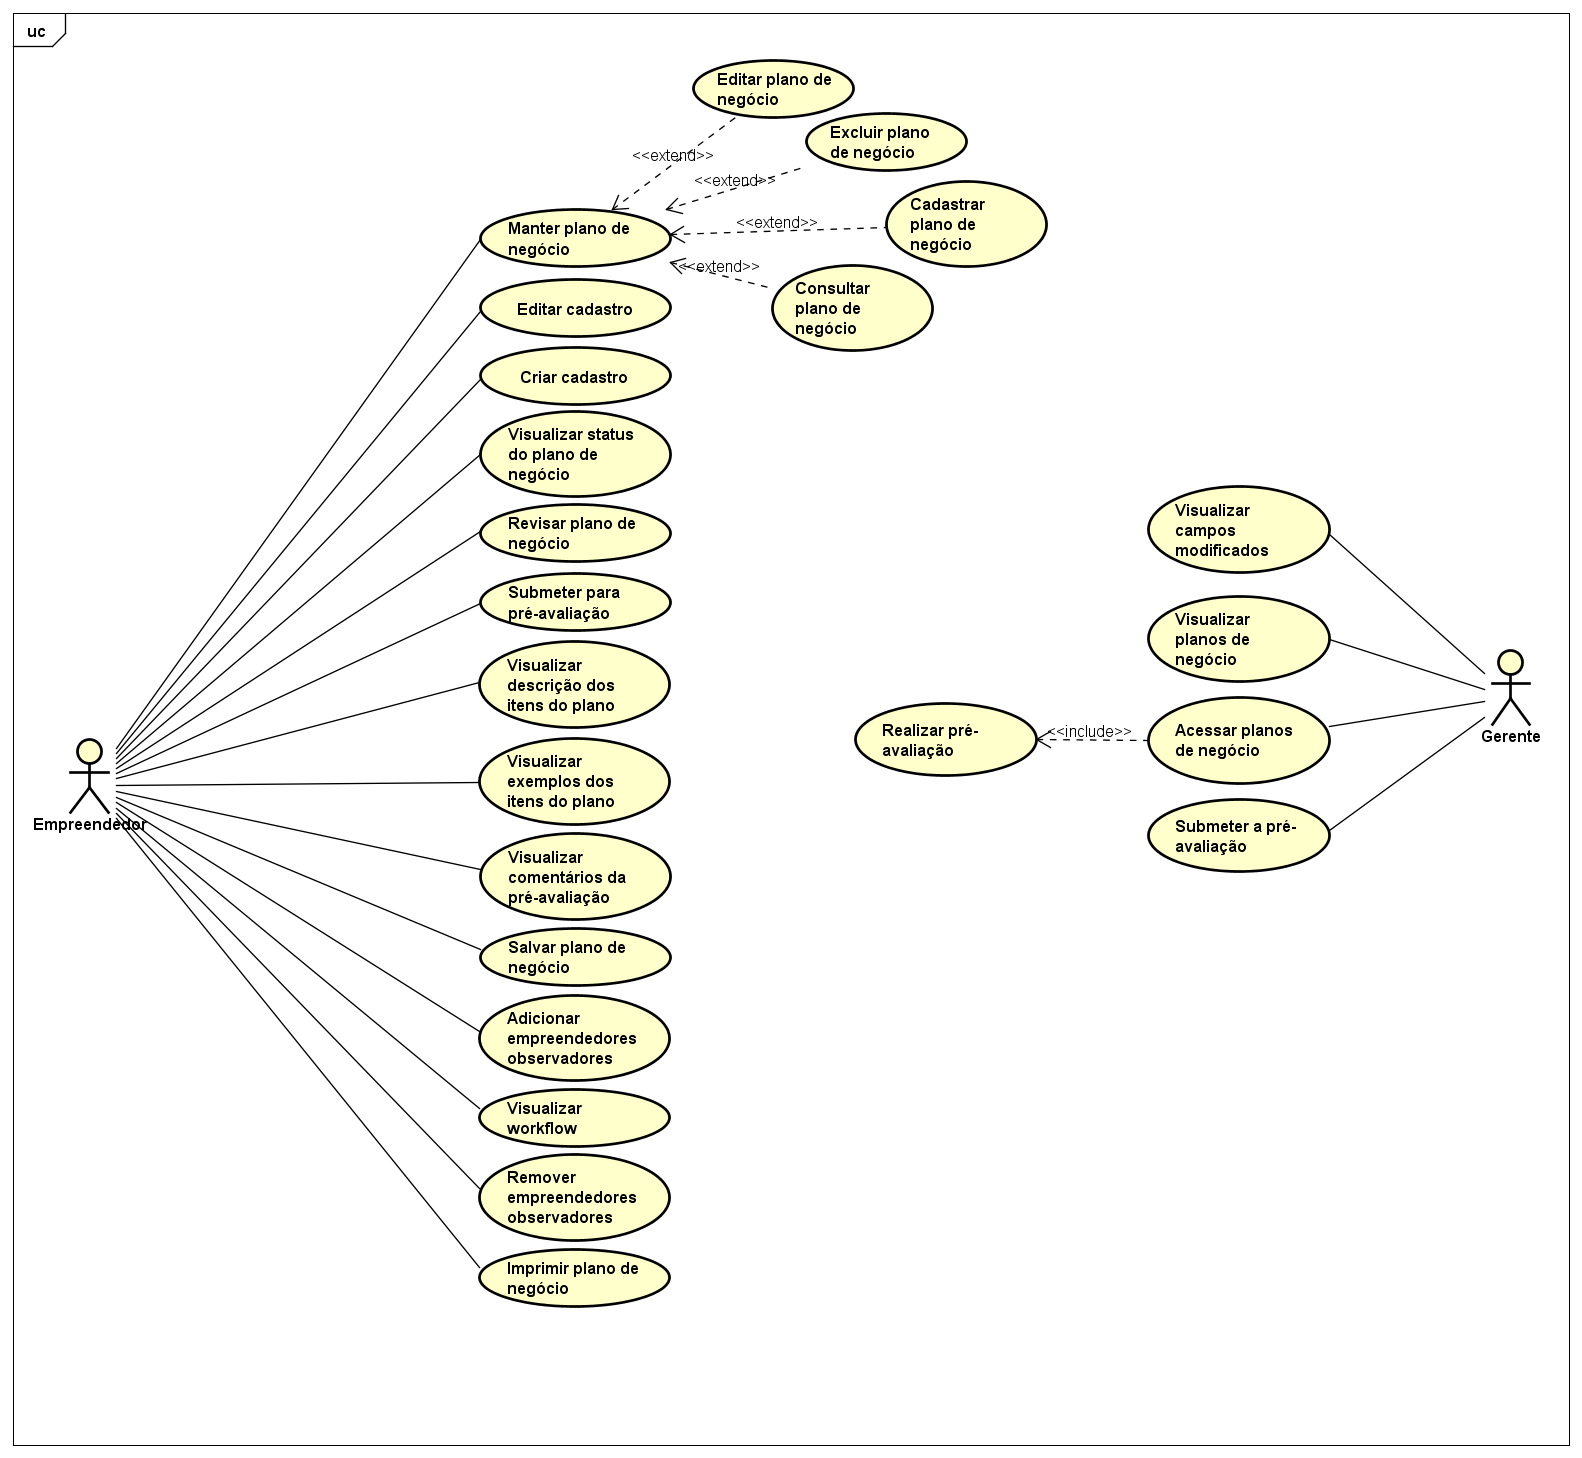 uc
Editar plano de
negócio
Excluir plano
de negócio
<<extend>>
<<extend>>
Cadastrar
plano de
negócio
<<extend>>
Manter plano de
negócio
<<extend>>
Consultar
plano de
negócio
Editar cadastro
Criar cadastro
Visualizar status
do plano de
negócio
Revisar plano de
negócio
Submeter para
pré-avaliação
Visualizar
descrição dos
itens do plano
Visualizar
exemplos dos
itens do plano
Empreendedor
Visualizar
comentários da
pré-avaliação
Salvar plano de
negócio
Adicionar
empreendedores
observadores
Visualizar
workflow
Remover
empreendedores
observadores
Imprimir plano de
negócio
Visualizar
campos
modificados
Visualizar
planos de
negócio
Realizar pré-
avaliação
<<include>>
Acessar planos
de negócio
Gerente
Submeter a pré-
avaliação